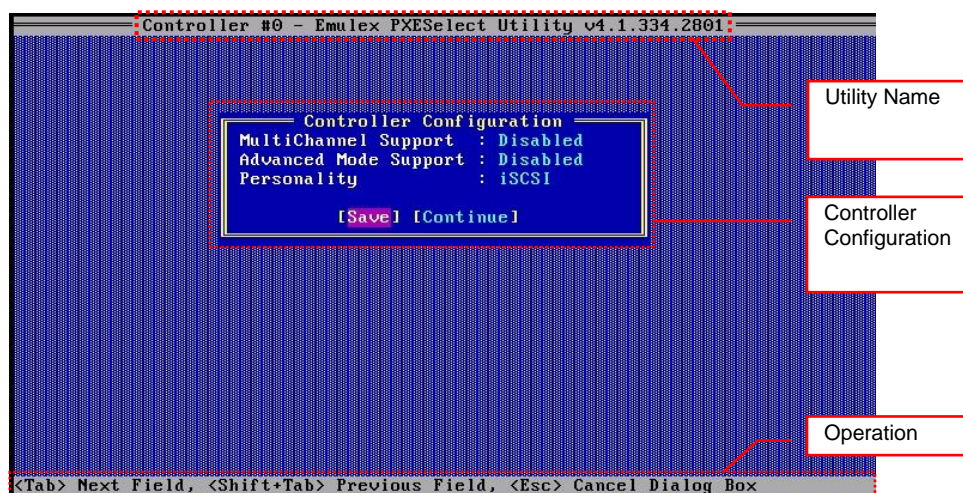 Controller #0 - Emulex PXESelect Utility v4.1.334.2801
Utility Name
Controller Configuration
MultiChannel Support : Disabled
Advanced Mode Support : Disabled
Personality : iSCSI
[Save] [Continue]
Controller
Configuration
Operation
<Tab> Next Field, <Shift+Tab> Previous Field, <Esc> Cancel Dialog Box